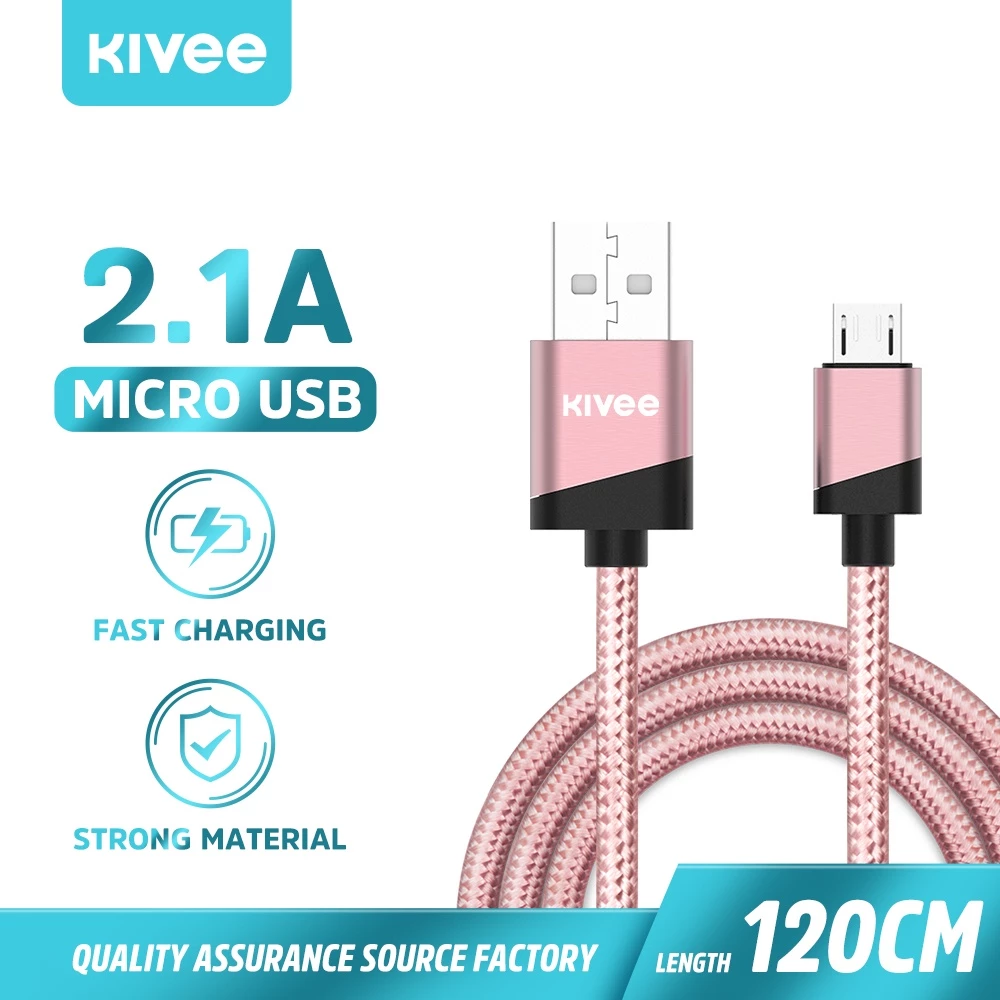 KIVee
2.1A
MICRO USB
KIVee
FAST CHARGING
STRONG MATERIAL
QUALITY ASSURANCE SOURCE FACTORY
LENGTH 120CM